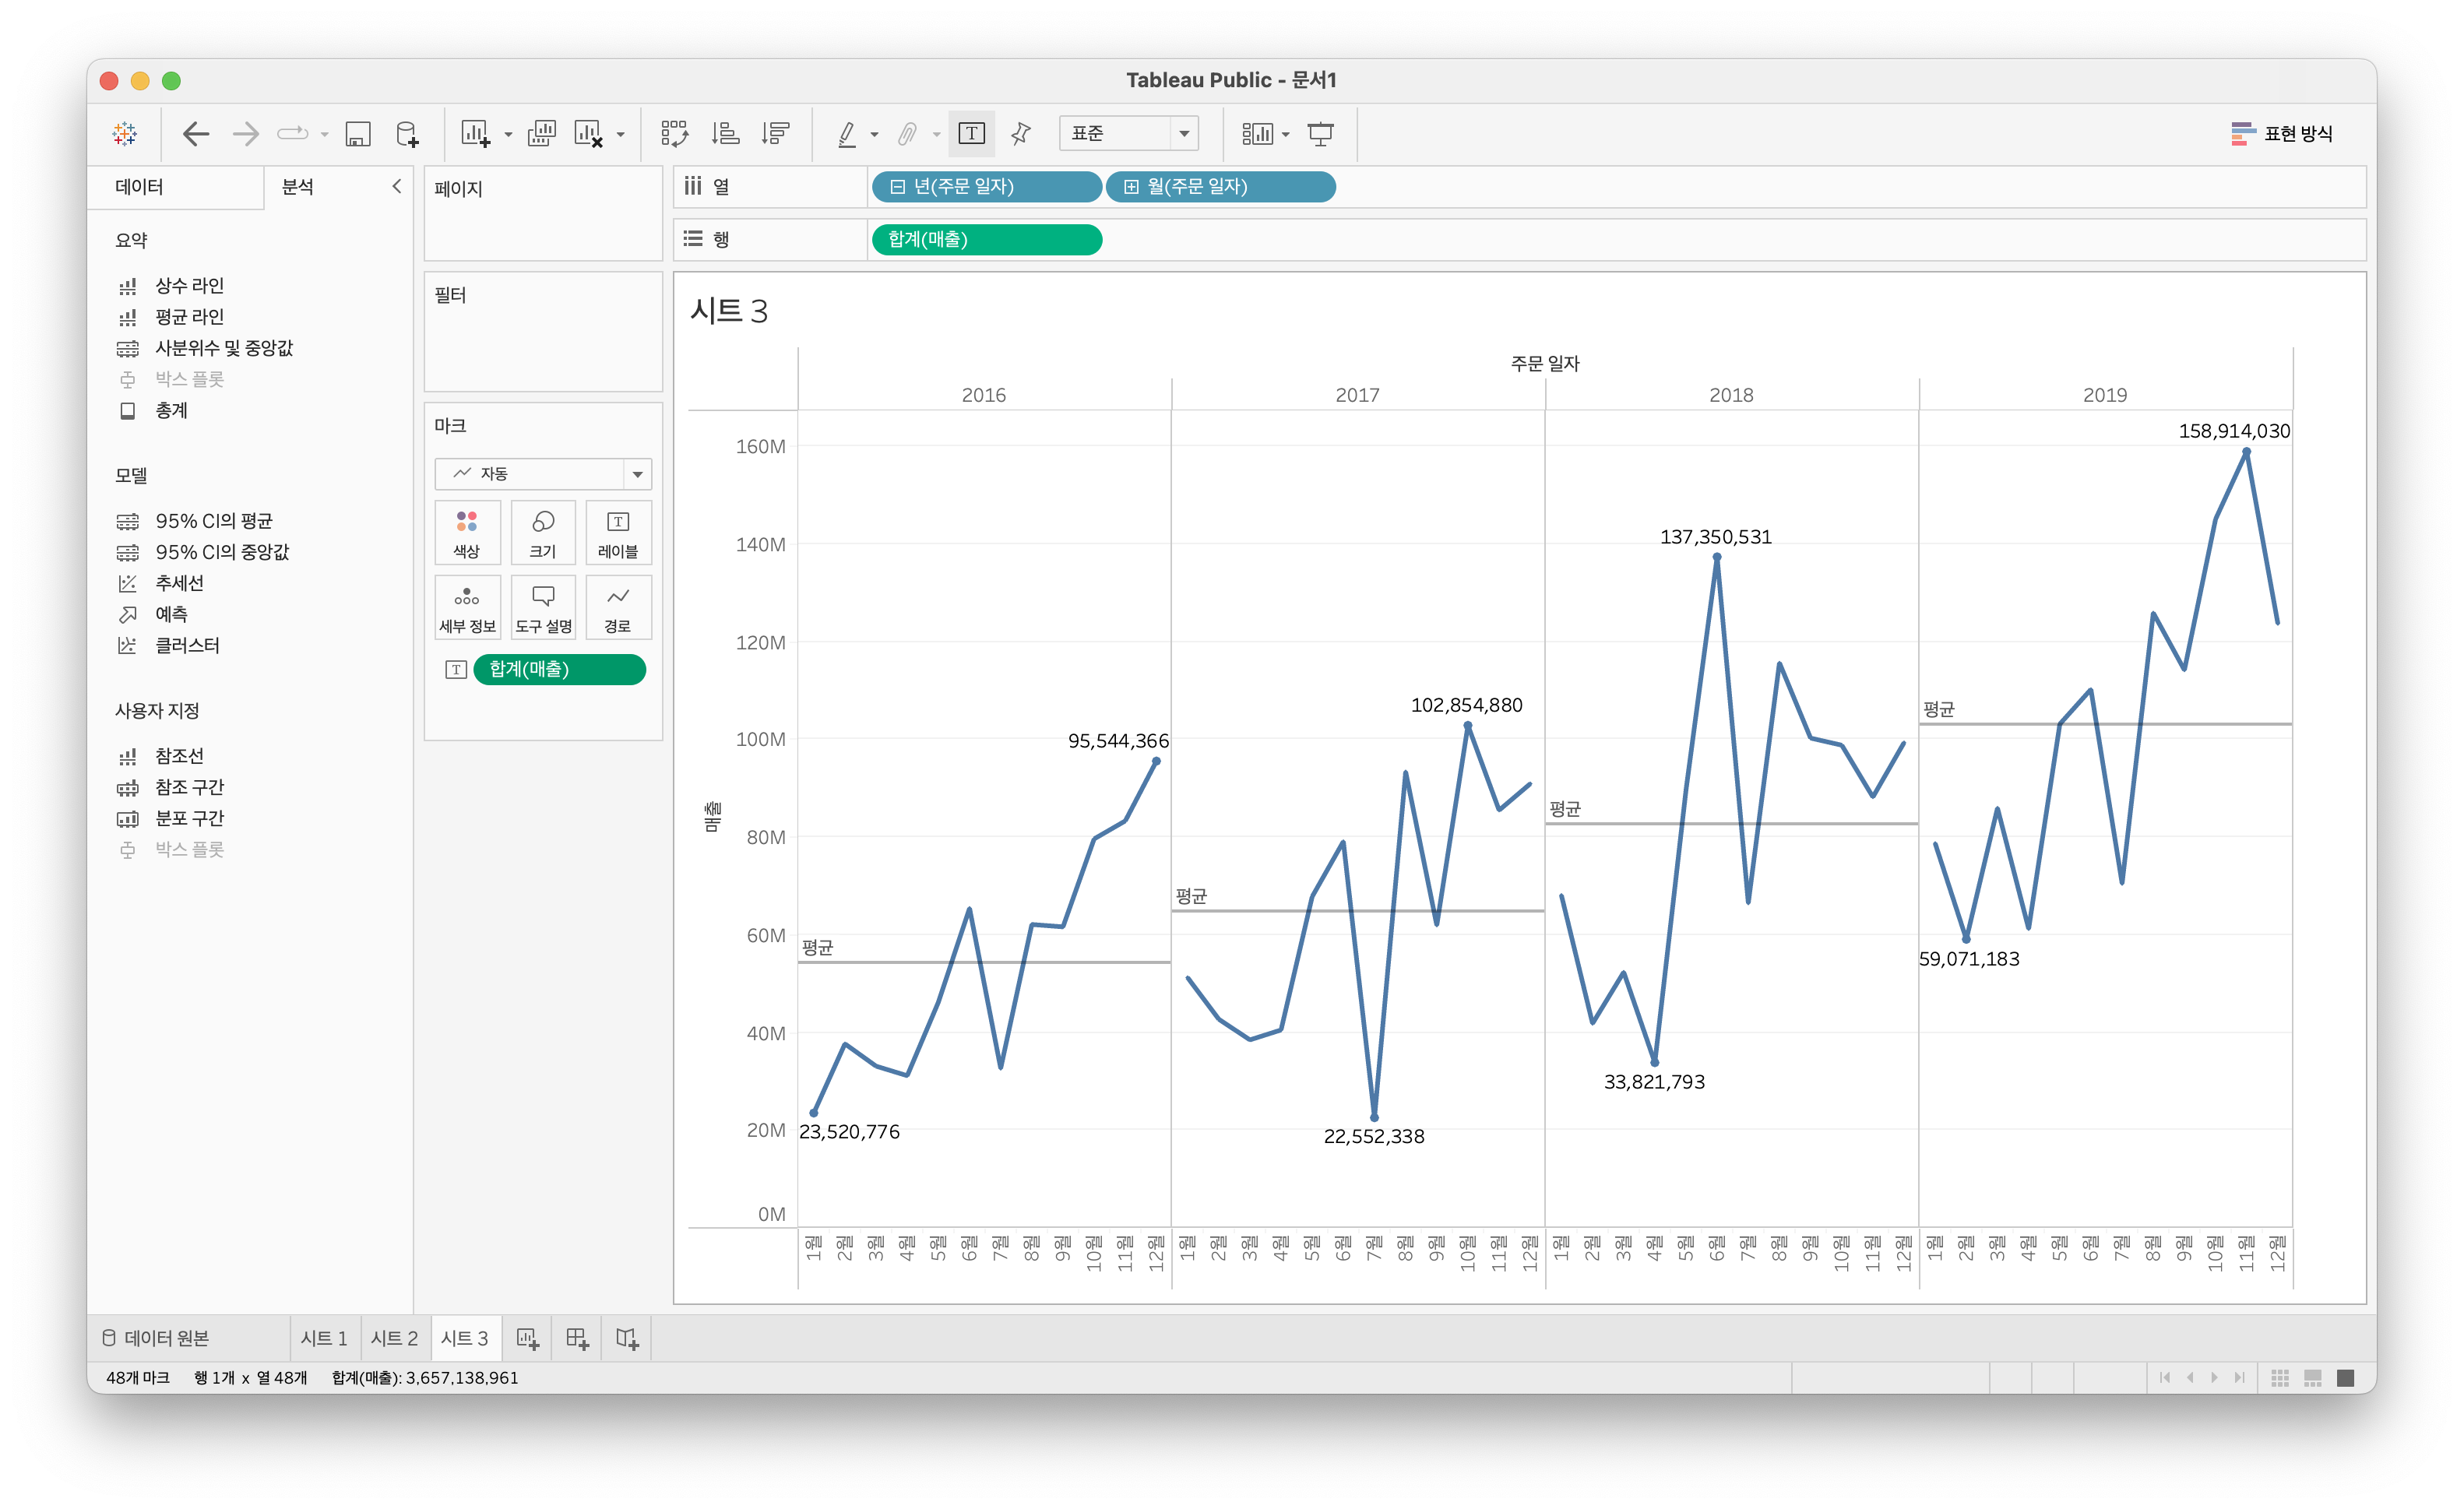 Tableau Public - 문서1
표준
표현 방식
데이터
분석
요약
상수 라인
평균 라인
사분위수 및 중앙값
박스 플롯
총계
모델
95% CI의 평균
95% CI의 중앙값
추세선
예측
클러스터
사용자 지정
참조선
참조 구간
분포 구간
박스 플롯
페이지
필터
마크
자동
색상
크기
레이블
세부 정보
도구 설명
경로
합계(매출)
열
년(주문 일자)
월(주문 일자)
행
합계(매출)
시트 3
주문 일자
2016
2017
2018
2019
매출
160M
140M
120M
100M
80M
60M
40M
20M
0M
평균
95,544,366
23,520,776
평균
102,854,880
22,552,338
평균
137,350,531
33,821,793
평균
158,914,030
59,071,183
1월 2월 3월 4월 5월 6월 7월 8월 9월 10월 11월 12월
1월 2월 3월 4월 5월 6월 7월 8월 9월 10월 11월 12월
1월 2월 3월 4월 5월 6월 7월 8월 9월 10월 11월 12월
1월 2월 3월 4월 5월 6월 7월 8월 9월 10월 11월 12월
데이터 원본
시트 1
시트 2
시트 3
48개 마크
행 1개 x 열 48개
합계(매출): 3,657,138,961